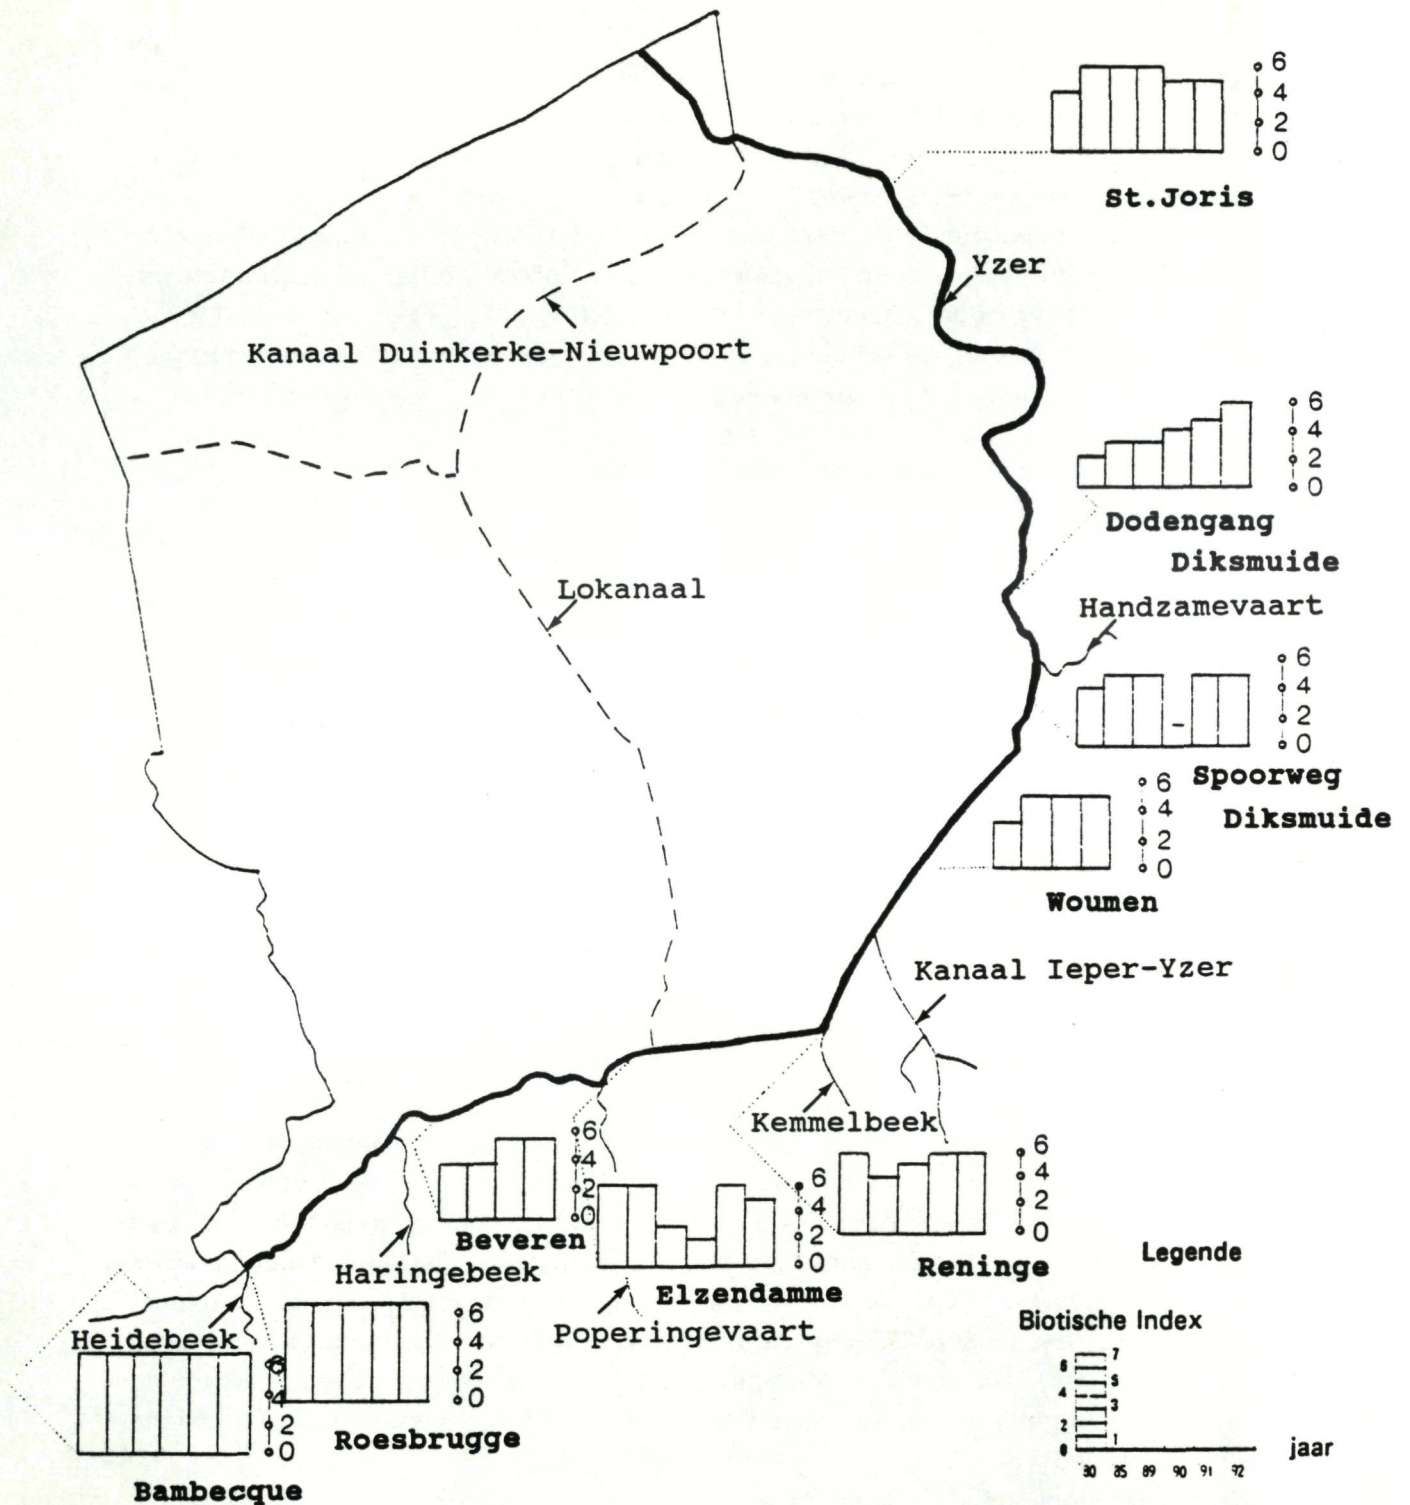 6
4
2
0
St.Joris
Yzer
Kanaal Duinkerke-Nieuwpoort
6
4
2
0
Dodengang
Diksmuide
Lokanaal
Handzamevaart
6
4
2
0
Spoorweg
Diksmuide
6
4
2
0
Woumen
Kanaal Ieper-Yzer
Kemmelbeek
6
4
2
0
Beveren
6
4
2
0
Elzendamme
6
4
2
0
Reninge
Haringebeek
Poperingevaart
Heidebeek
6
4
2
0
Roesbrugge
4
2
0
Bambecque
Legende
Biotische Index
7
6
5
4
3
2
1
0
jaar
80 85 89 90 91 92